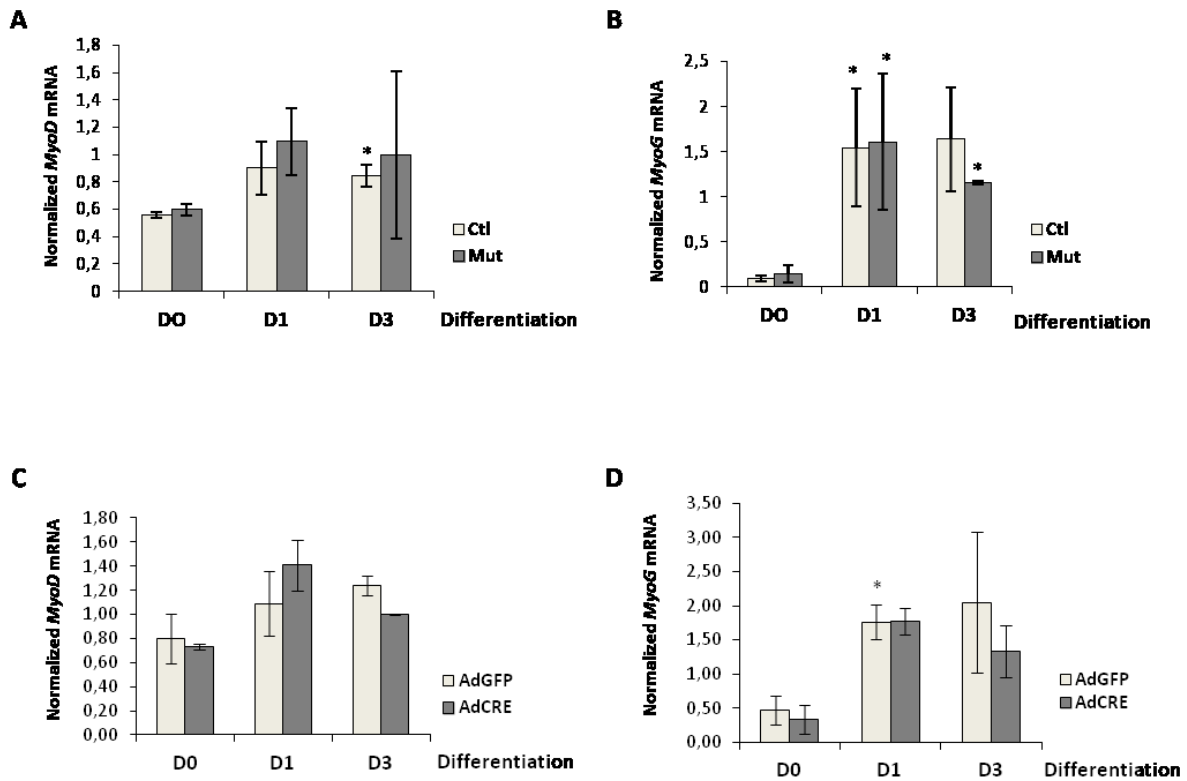 A
Normalized MyoD mRNA
1,8
1,6
1,4
1,2
1
0,8
0,6
0,4
0,2
0
*
DO
D1
D3
Differentiation
Ctl
Mut
B
Normalized MyoG mRNA
2,5
2
1,5
1
0,5
0
*
*
*
DO
D1
D3
Differentiation
Ctl
Mut
C
Normalized MyoD mRNA
1,80
1,60
1,40
1,20
1,00
0,80
0,60
0,40
0,20
0,00
D0
D1
D3
Differentiation
AdGFP
AdCRE
D
Normalized MyoG mRNA
3,50
3,00
2,50
2,00
1,50
1,00
0,50
0,00
*
D0
D1
D3
Differentiation
AdGFP
AdCRE